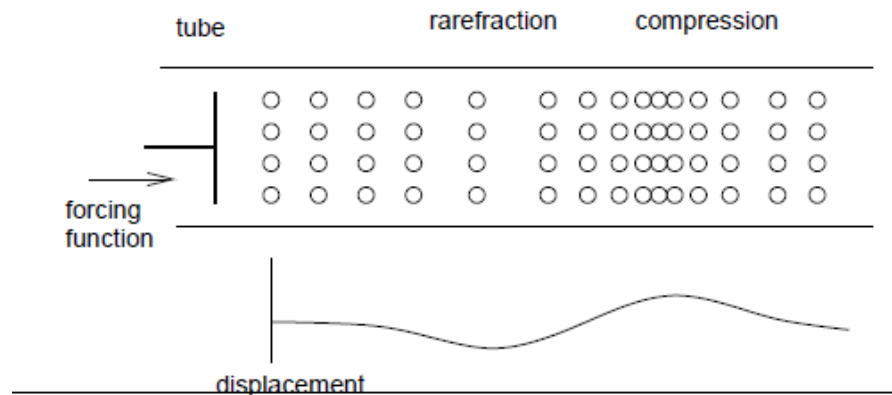 tube
rarefraction
compression
forcing
function
displacement